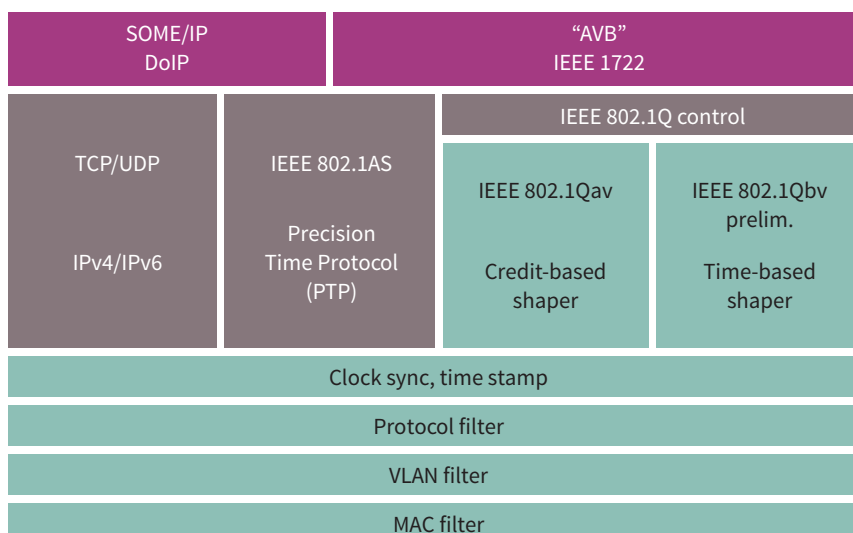 SOME/IP
DoIP
“AVB”
IEEE 1722
TCP/UDP
IPv4/IPv6
IEEE 802.1AS
Precision
Time Protocol
(PTP)
IEEE 802.1Q control
IEEE 802.1Qav
Credit-based
shaper
IEEE 802.1Qbv
prelim.
Time-based
shaper
Clock sync, time stamp
Protocol filter
VLAN filter
MAC filter